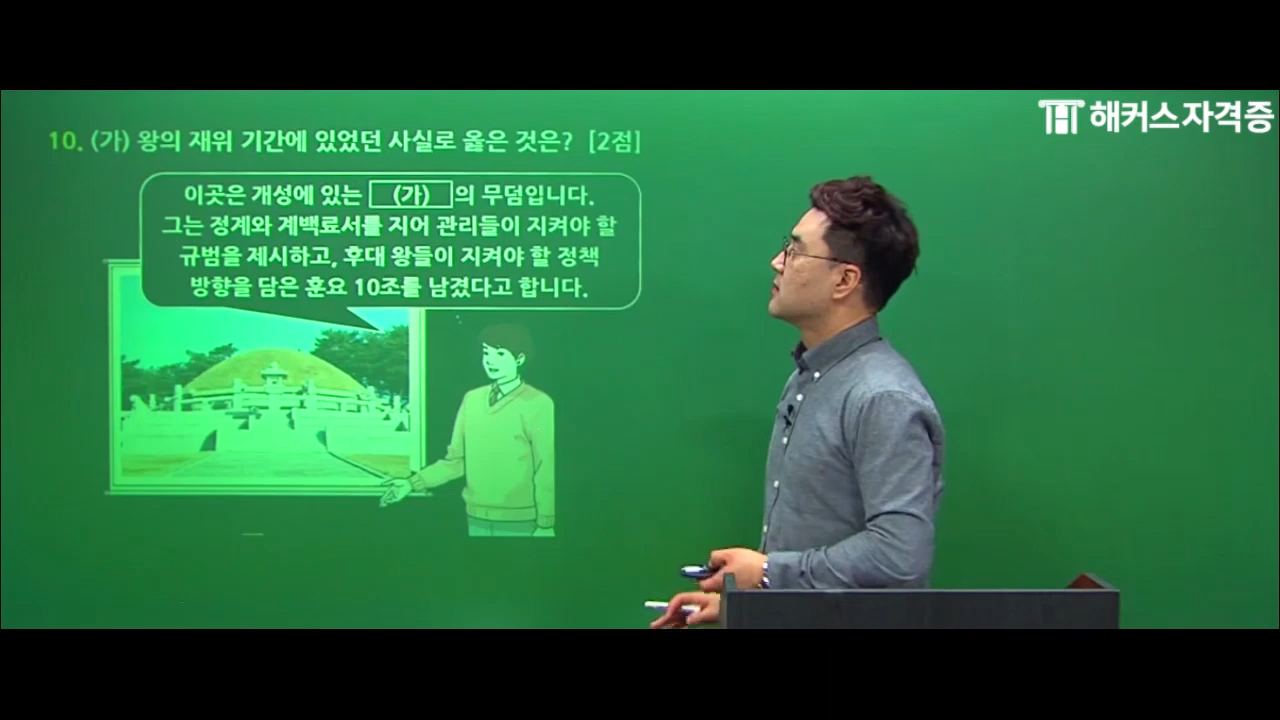 해커스자격증
10. (가) 왕의 재위 기간에 있었던 사실로 옳은 것은? [2점]
이곳은 개성에 있는 (가) 의 무덤입니다.
그는 정계와 계백료서를 지어 관리들이 지켜야 할
규범을 제시하고, 후대 왕들이 지켜야 할 정책
방향을 담은 훈요 10조를 남겼다고 합니다.